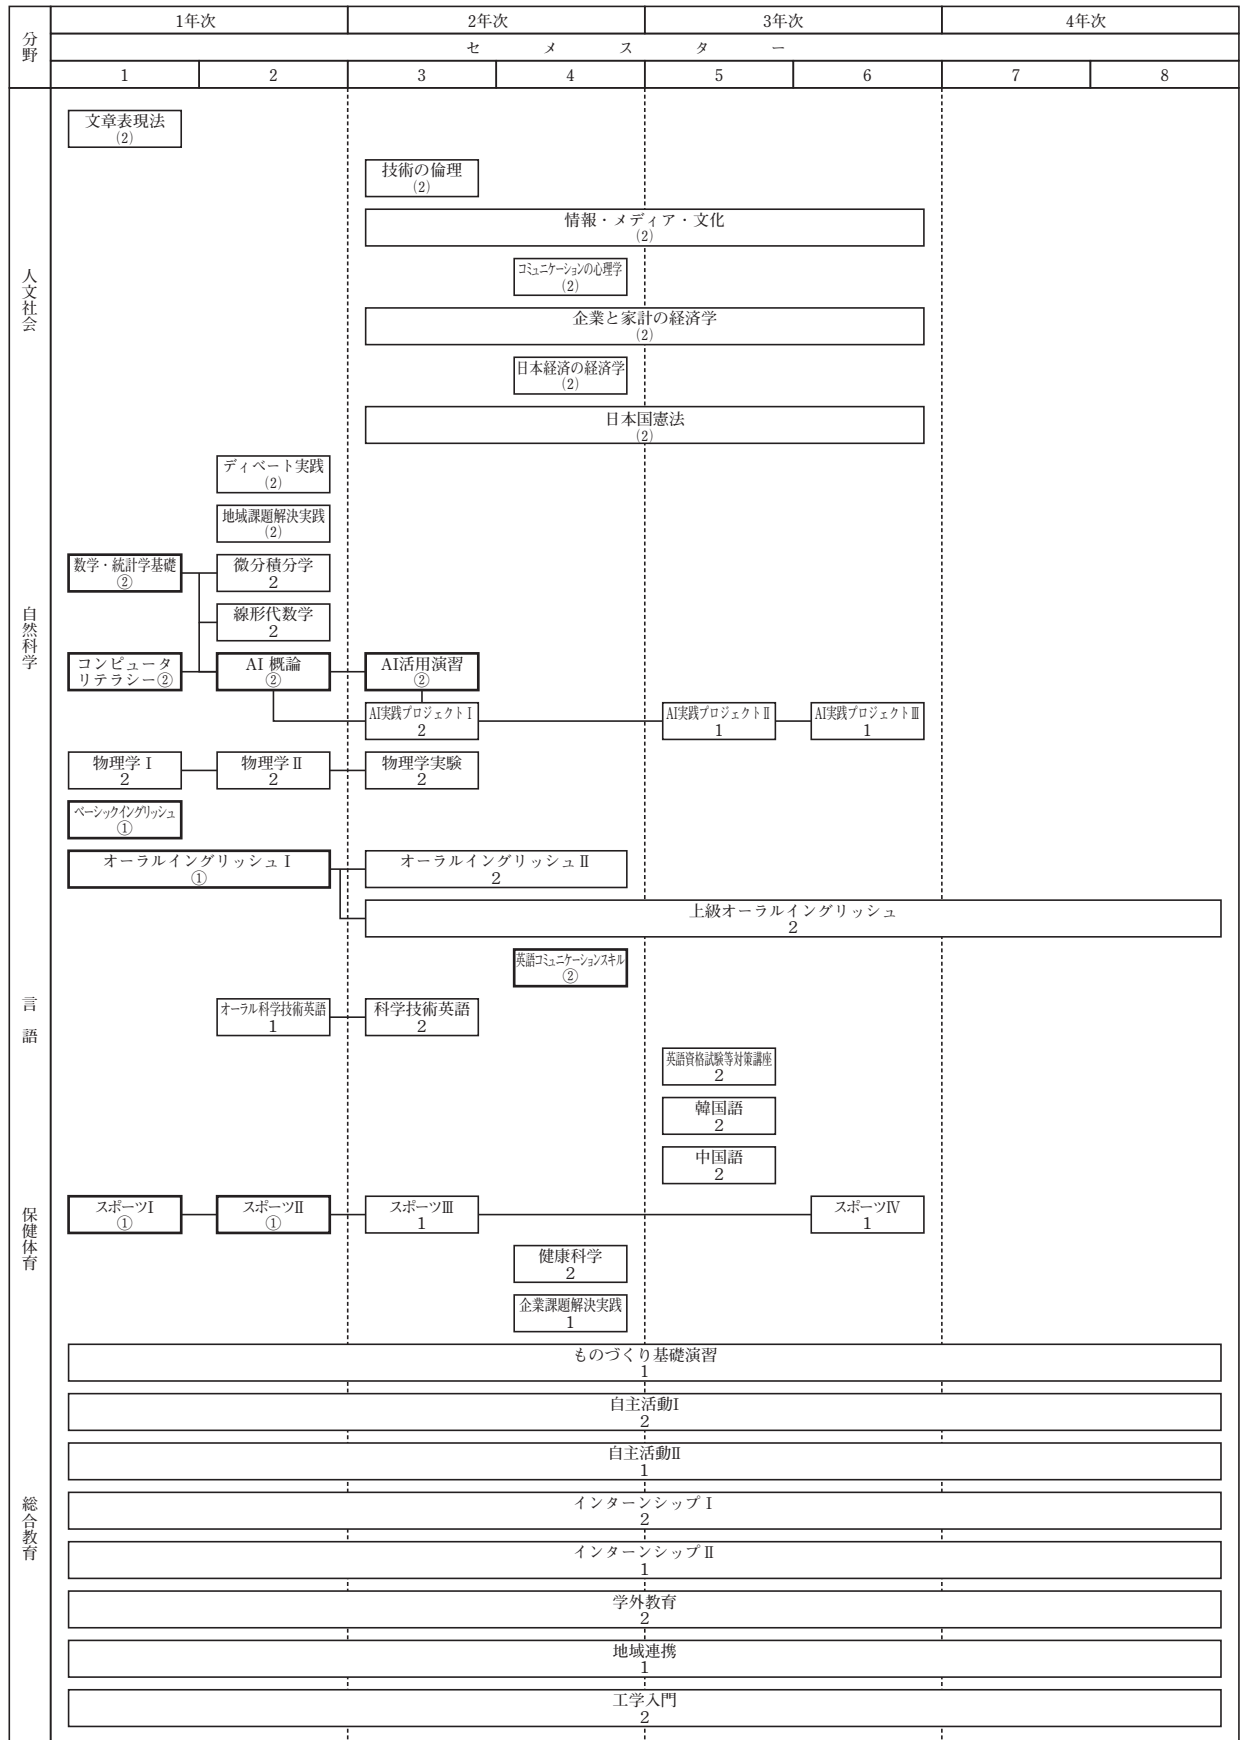 分野
1年次
2年次
3年次
4年次
セメスター
1
2
3
4
5
6
7
8
人文社会
文章表現法
(2)
技術の倫理
(2)
情報・メディア・文化
(2)
コミュニケーションの心理学
(2)
企業と家計の経済学
(2)
日本経済の経済学
(2)
日本国憲法
(2)
ディベート実践
(2)
地域課題解決実践
(2)
自然科学
数学・統計学基礎
②
微分積分学
2
線形代数学
2
コンピュータ
リテラシー②
AI 概論
②
AI活用演習
②
AI実践プロジェクトⅠ
2
AI実践プロジェクトⅡ
1
AI実践プロジェクトⅢ
1
物理学Ⅰ
2
物理学Ⅱ
2
物理学実験
2
言語
ベーシックイングリッシュ
①
オーラルイングリッシュⅠ
①
オーラルイングリッシュⅡ
2
上級オーラルイングリッシュ
2
英語コミュニケーションスキル
②
オーラル科学技術英語
1
科学技術英語
2
英語資格試験等対策講座
2
韓国語
2
中国語
2
保健体育
スポーツⅠ
①
スポーツⅡ
①
スポーツⅢ
1
スポーツⅣ
1
健康科学
2
総合教育
企業課題解決実践
1
ものづくり基礎演習
1
自主活動Ⅰ
2
自主活動Ⅱ
1
インターンシップⅠ
2
インターンシップⅡ
1
学外教育
2
地域連携
1
工学入門
2